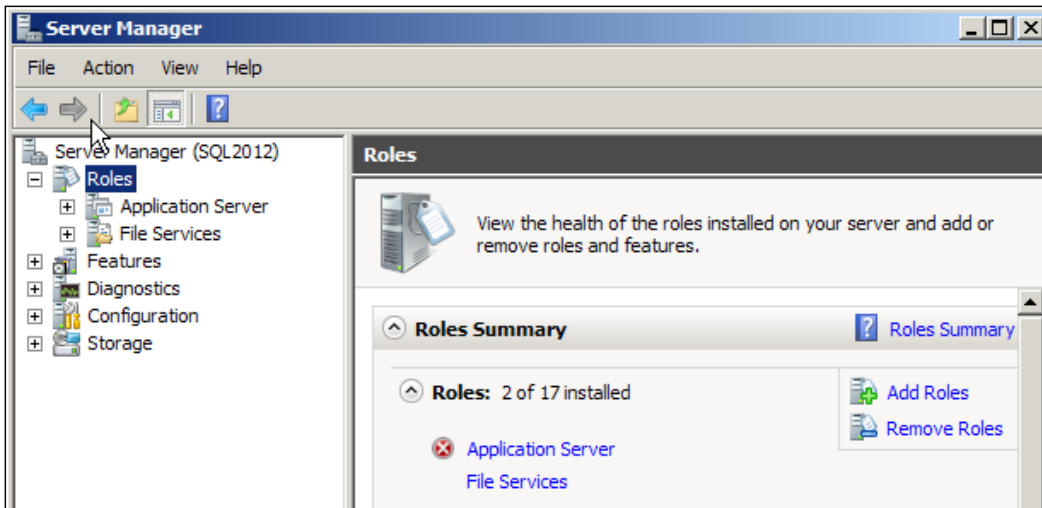 Server Manager
File Action View Help
Server Manager (SQL2012)
Roles
Application Server
File Services
Features
Diagnostics
Configuration
Storage
Roles
View the health of the roles installed on your server and add or
remove roles and features.
Roles Summary
Roles Summary
Roles: 2 of 17 installed
Add Roles
Remove Roles
Application Server
File Services